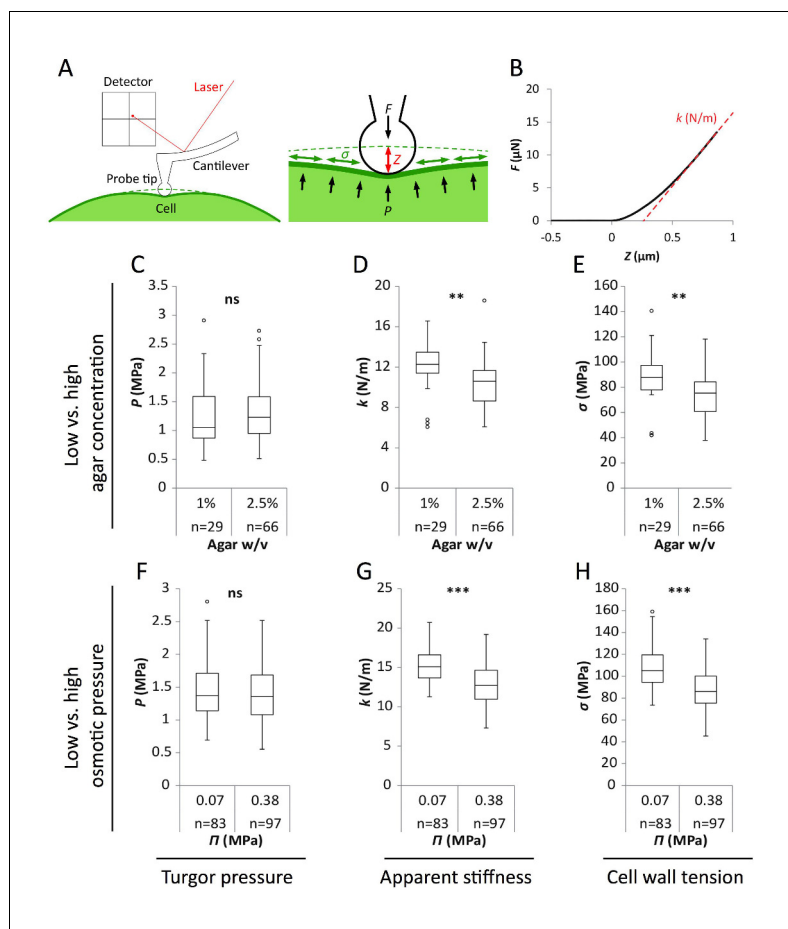 A
Detector
Laser
Cantilever
Probe tip
Cell
F
σ
Z
P
B
20
15
10
5
0
F (µN)
k (N/m)
-0.5
0
0.5
1
Z (µm)
Low vs. high
agar concentration
C
3.5
3
2.5
2
1.5
1
0.5
0
P (MPa)
ns
1%
2.5%
n=29
n=66
Agar w/v
D
20
16
12
8
4
0
k (N/m)
**
1%
2.5%
n=29
n=66
Agar w/v
E
160
140
120
100
80
60
40
20
0
σ (MPa)
**
1%
2.5%
n=29
n=66
Agar w/v
Low vs. high
osmotic pressure
F
3
2.5
2
1.5
1
0.5
0
P (MPa)
ns
0.07
0.38
n=83
n=97
Π (MPa)
Turgor pressure
G
25
20
15
10
5
0
k (N/m)
***
0.07
0.38
n=83
n=97
Π (MPa)
Apparent stiffness
H
180
160
140
120
100
80
60
40
20
0
σ (MPa)
***
0.07
0.38
n=83
n=97
Π (MPa)
Cell wall tension